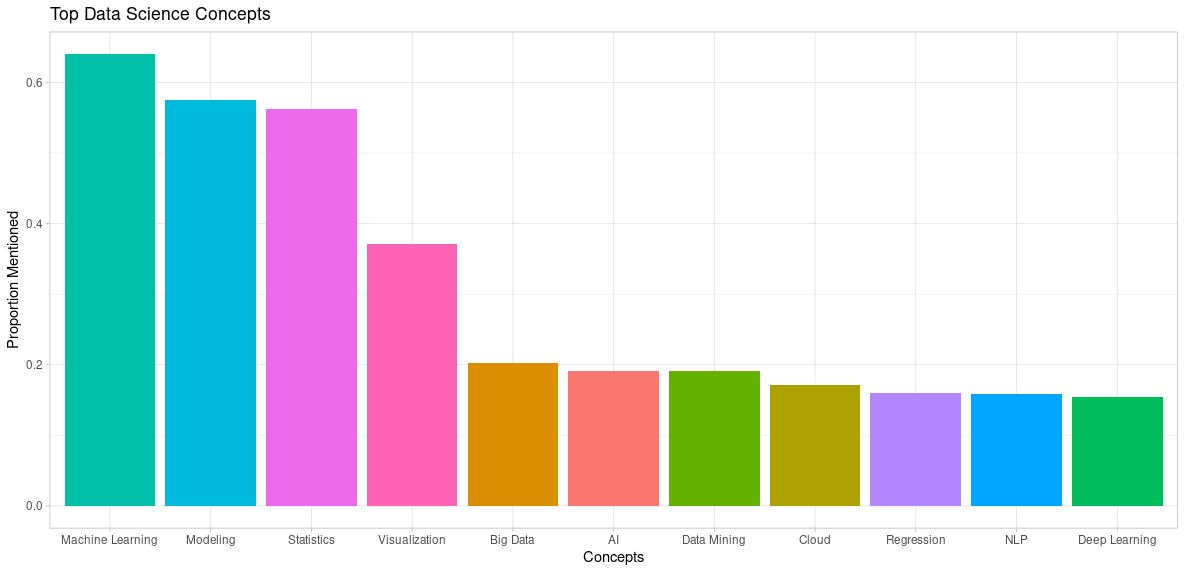 Top Data Science Concepts
Proportion Mentioned
0.6
0.4
0.2
0.0
Machine Learning Modeling Statistics Visualization Big Data AI Data Mining Cloud Regression NLP Deep Learning
Concepts